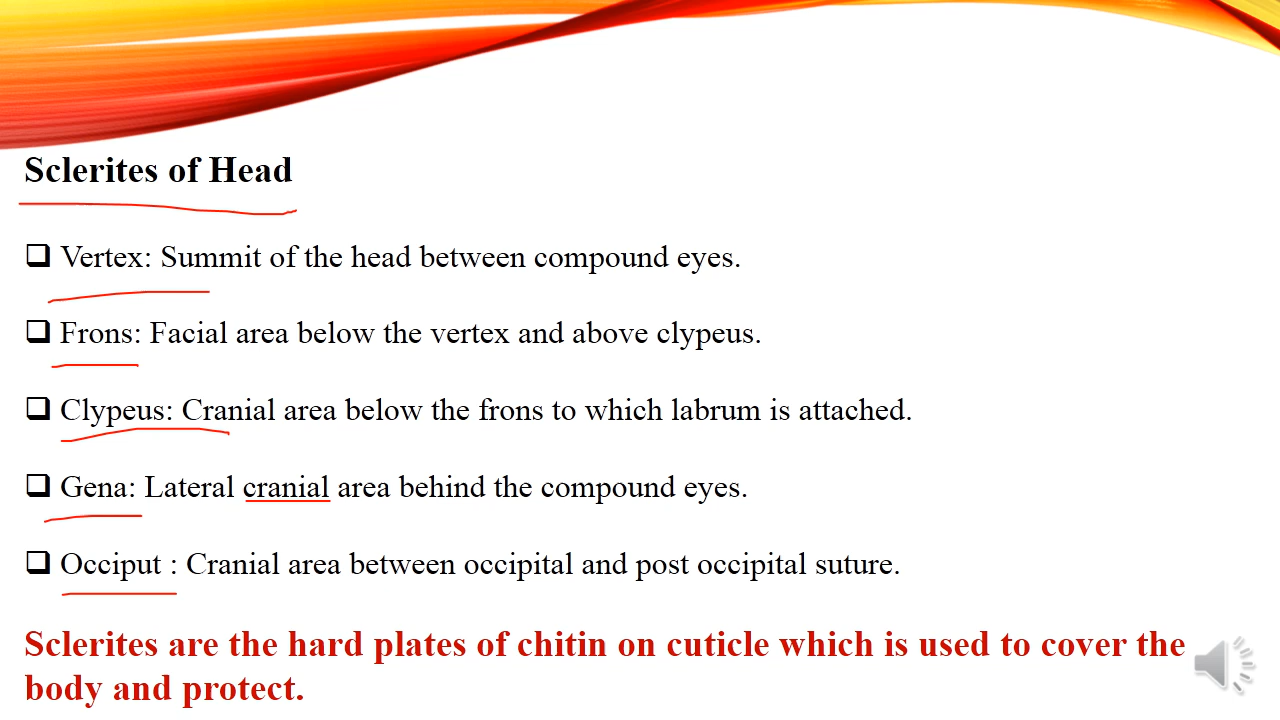 Sclerites of Head
Vertex: Summit of the head between compound eyes.
Frons: Facial area below the vertex and above clypeus.
Clypeus: Cranial area below the frons to which labrum is attached.
Gena: Lateral cranial area behind the compound eyes.
Occiput : Cranial area between occipital and post occipital suture.
Sclerites are the hard plates of chitin on cuticle which is used to cover the
body and protect.